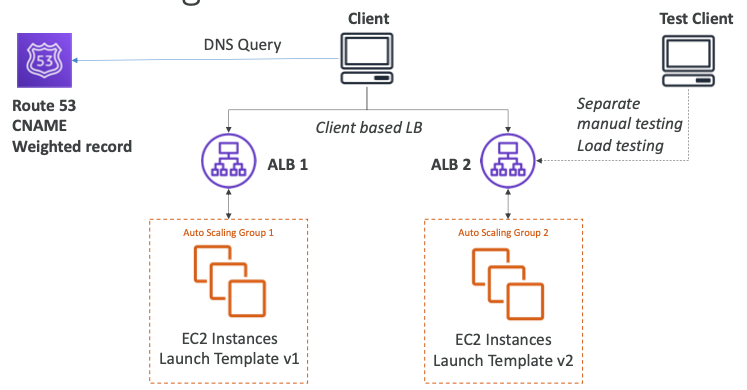 Client
Test Client
DNS Query
53
Route 53
CNAME
Weighted record
Separate
manual testing
Load testing
Client based LB
ALB 1
ALB 2
Auto Scaling Group 1
EC2 Instances
Launch Template v1
Auto Scaling Group 2
EC2 Instances
Launch Template v2